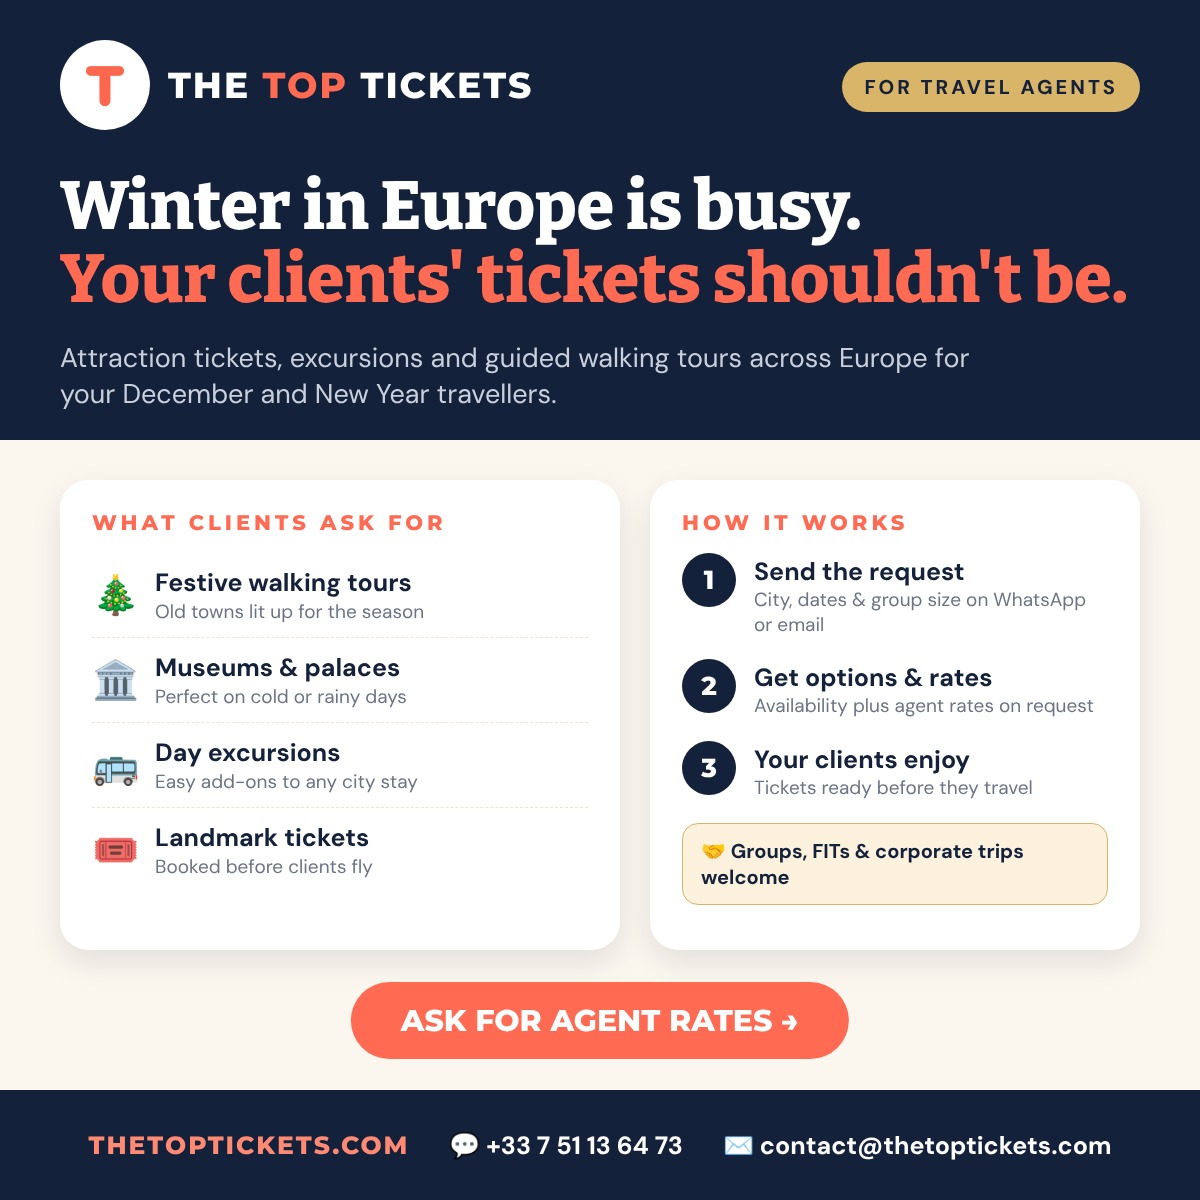 T THE TOP TICKETS
FOR TRAVEL AGENTS
Winter in Europe is busy.
Your clients' tickets shouldn't be.
Attraction tickets, excursions and guided walking tours across Europe for
your December and New Year travellers.
WHAT CLIENTS ASK FOR
Festive walking tours
Old towns lit up for the season
Museums & palaces
Perfect on cold or rainy days
Day excursions
Easy add-ons to any city stay
Landmark tickets
Booked before clients fly
HOW IT WORKS
1
Send the request
City, dates & group size on WhatsApp
or email
2
Get options & rates
Availability plus agent rates on request
3
Your clients enjoy
Tickets ready before they travel
🤝 Groups, FITs & corporate trips
welcome
ASK FOR AGENT RATES →
THETOPTICKETS.COM
💬 +33 7 51 13 64 73
✉️ contact@thetoptickets.com